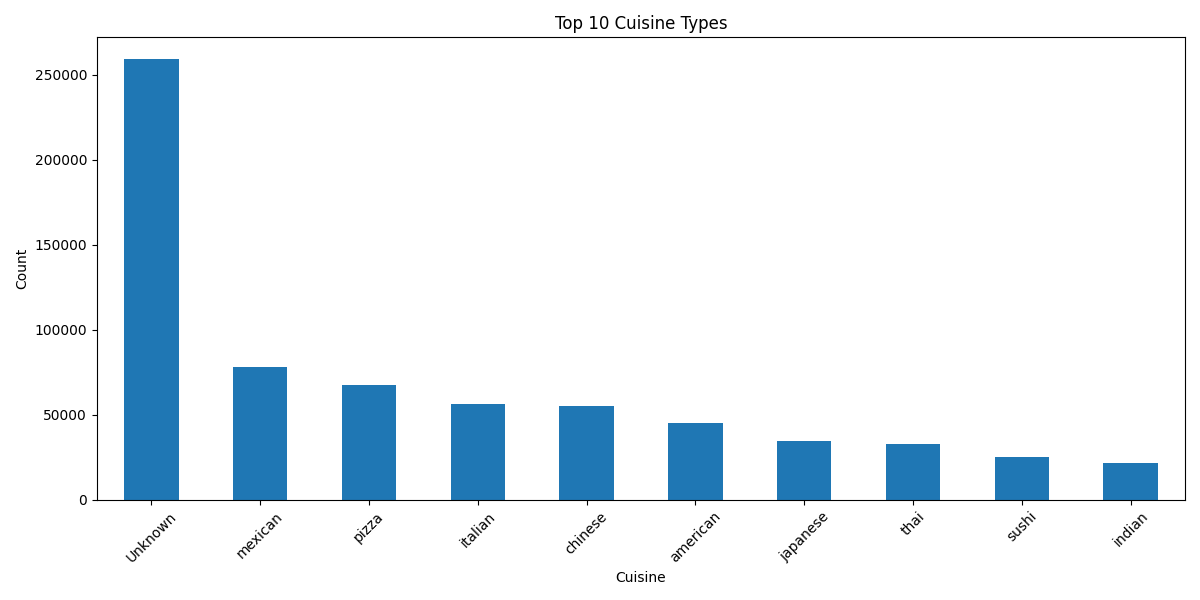 Top 10 Cuisine Types
Count
250000
200000
150000
100000
50000
0
Unknown
mexican
pizza
italian
chinese
american
japanese
thai
sushi
indian
Cuisine